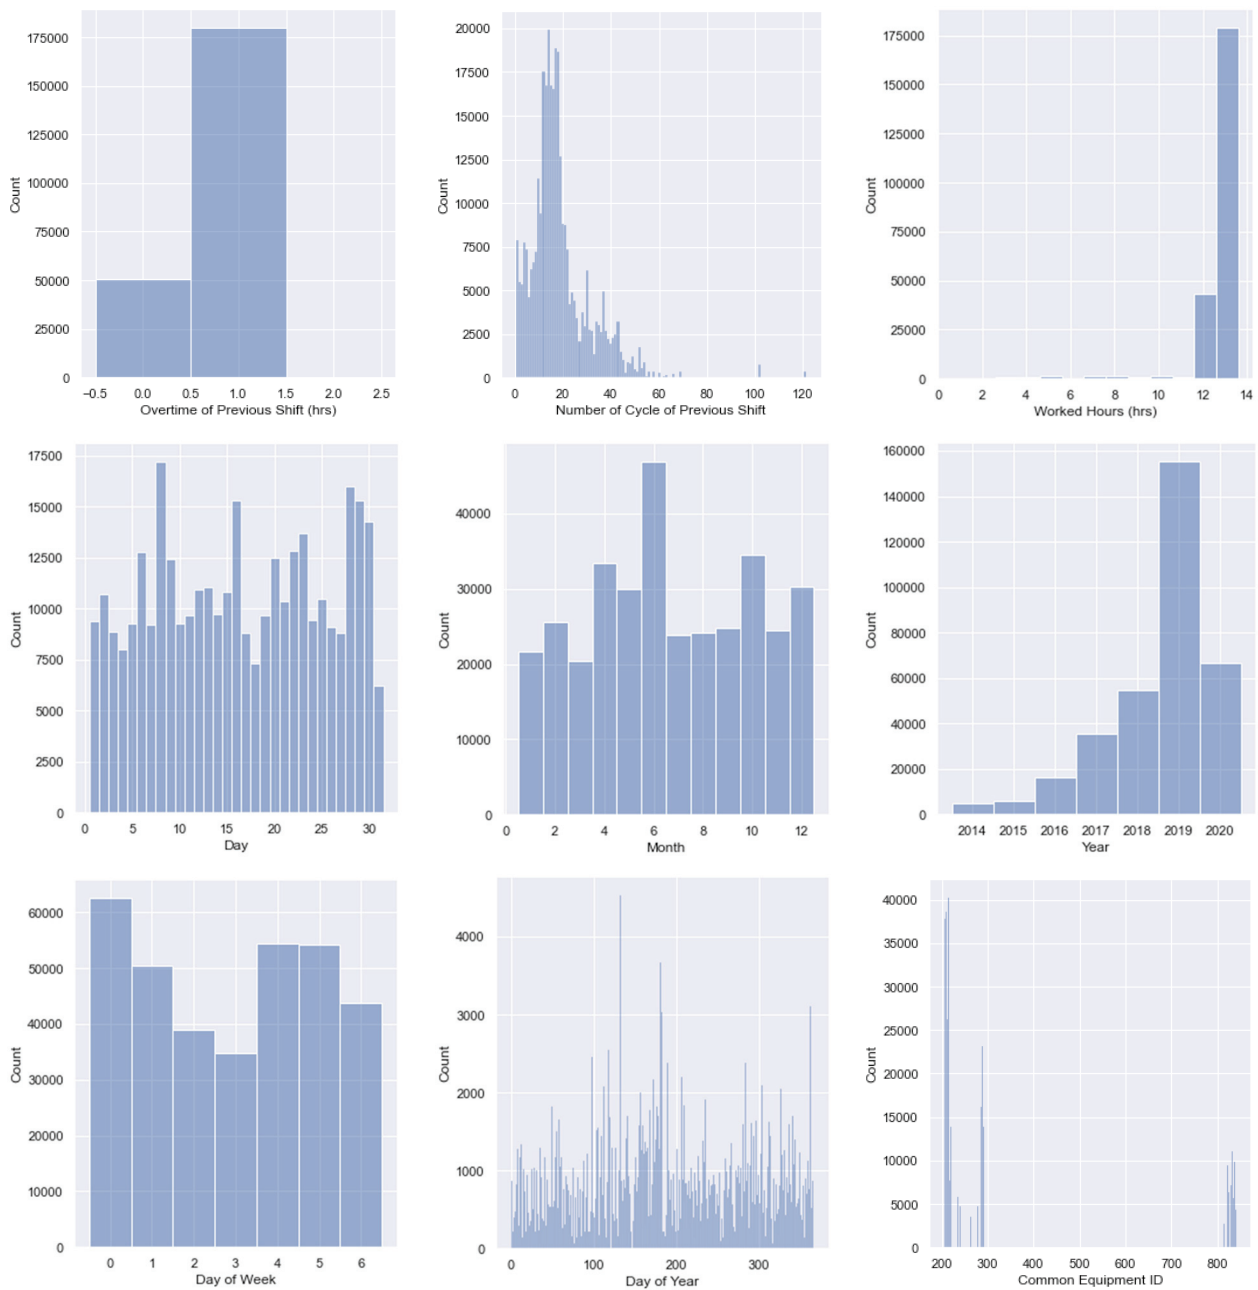 175000
150000
125000
100000
75000
50000
25000
0
Count
−0.5 0.0 0.5 1.0 1.5 2.0 2.5
Overtime of Previous Shift (hrs)
20000
17500
15000
12500
10000
7500
5000
2500
0
Count
0 20 40 60 80 100 120
Number of Cycle of Previous Shift
175000
150000
125000
100000
75000
50000
25000
0
Count
0 2 4 6 8 10 12 14
Worked Hours (hrs)
17500
15000
12500
10000
7500
5000
2500
0
Count
0 5 10 15 20 25 30
Day
40000
30000
20000
10000
0
Count
0 2 4 6 8 10 12
Month
160000
140000
120000
100000
80000
60000
40000
20000
0
Count
2014 2015 2016 2017 2018 2019 2020
Year
60000
50000
40000
30000
20000
10000
0
Count
0 1 2 3 4 5 6
Day of Week
4000
3000
2000
1000
0
Count
0 100 200 300
Day of Year
40000
35000
30000
25000
20000
15000
10000
5000
0
Count
200 300 400 500 600 700 800
Common Equipment ID